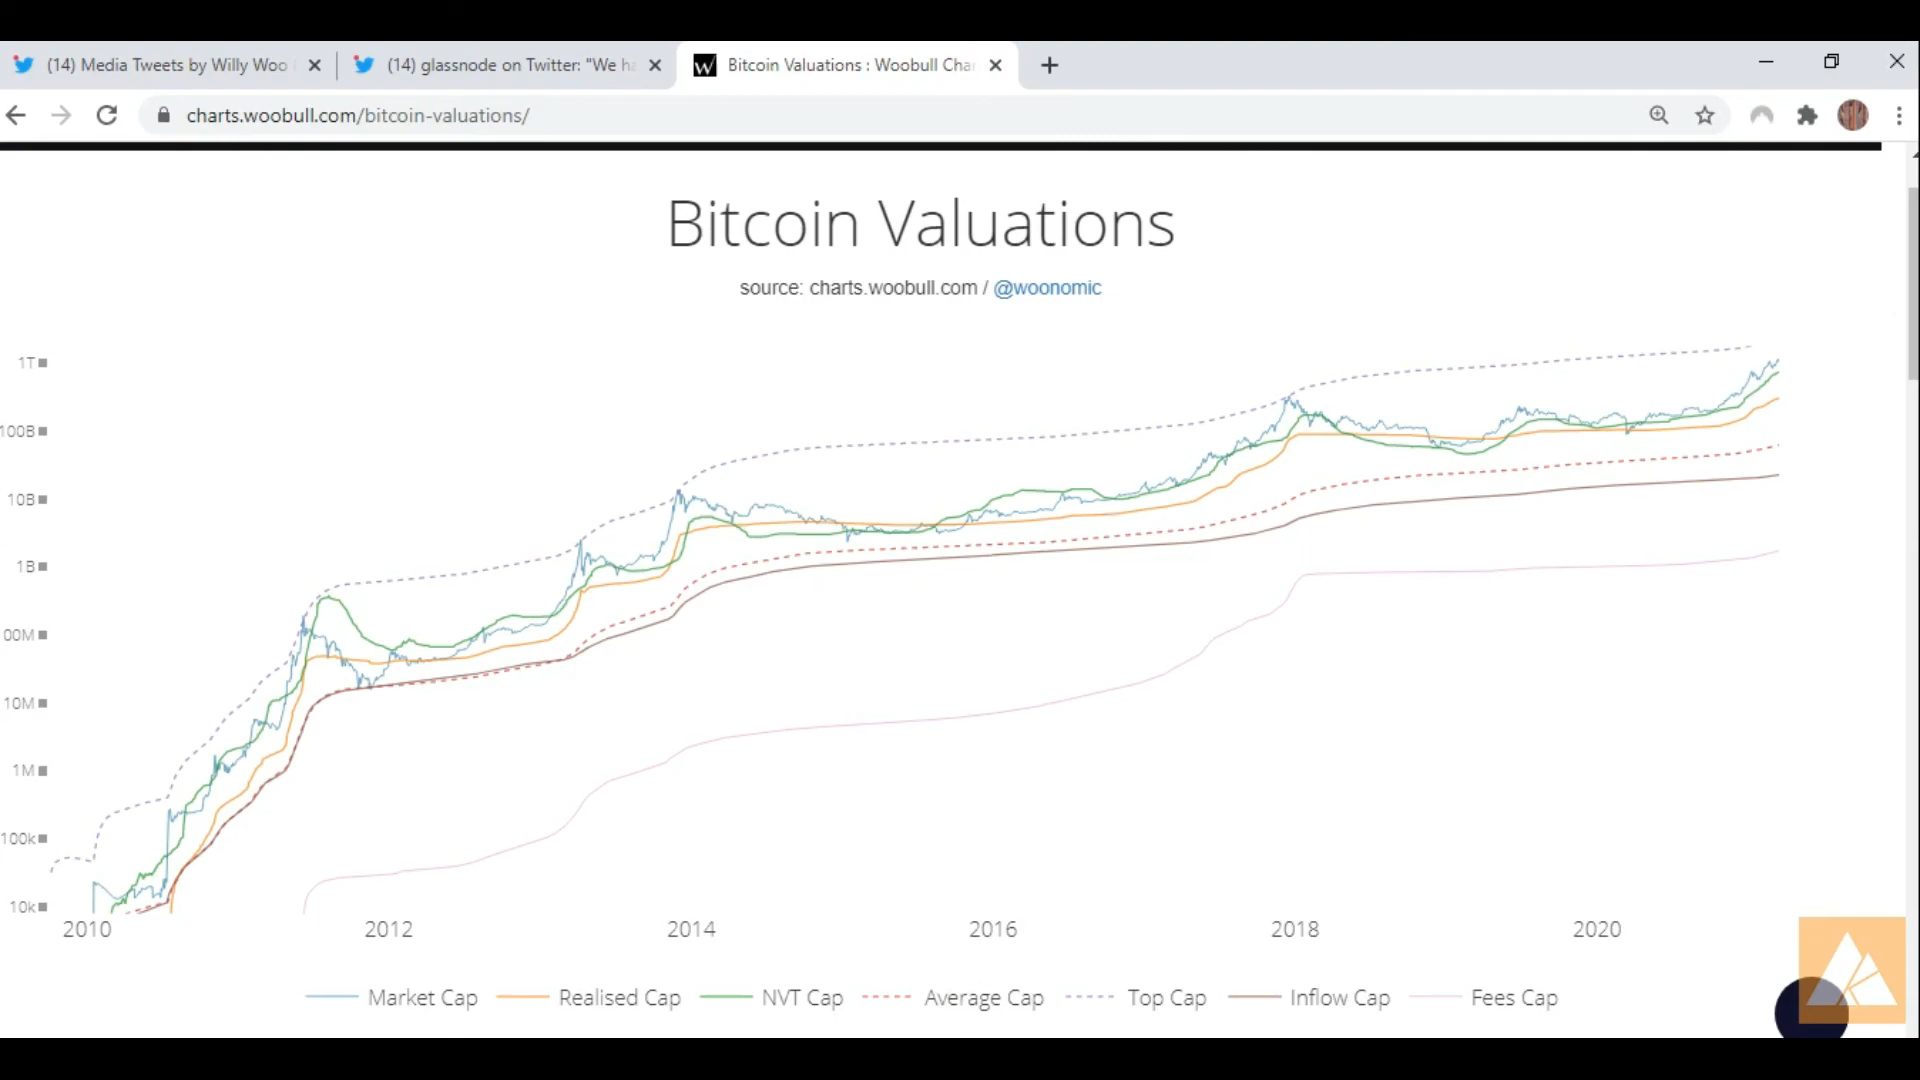 (14) Media Tweets by Willy Woo
(14) glassnode on Twitter: "We ha
Bitcoin Valuations : Woobull Char
charts.woobull.com/bitcoin-valuations/
Bitcoin Valuations
source: charts.woobull.com / @woonomic
1T
100B
10B
1B
00M
10M
1M
100k
10k
2010 2012 2014 2016 2018 2020
Market Cap Realised Cap NVT Cap Average Cap Top Cap Inflow Cap Fees Cap